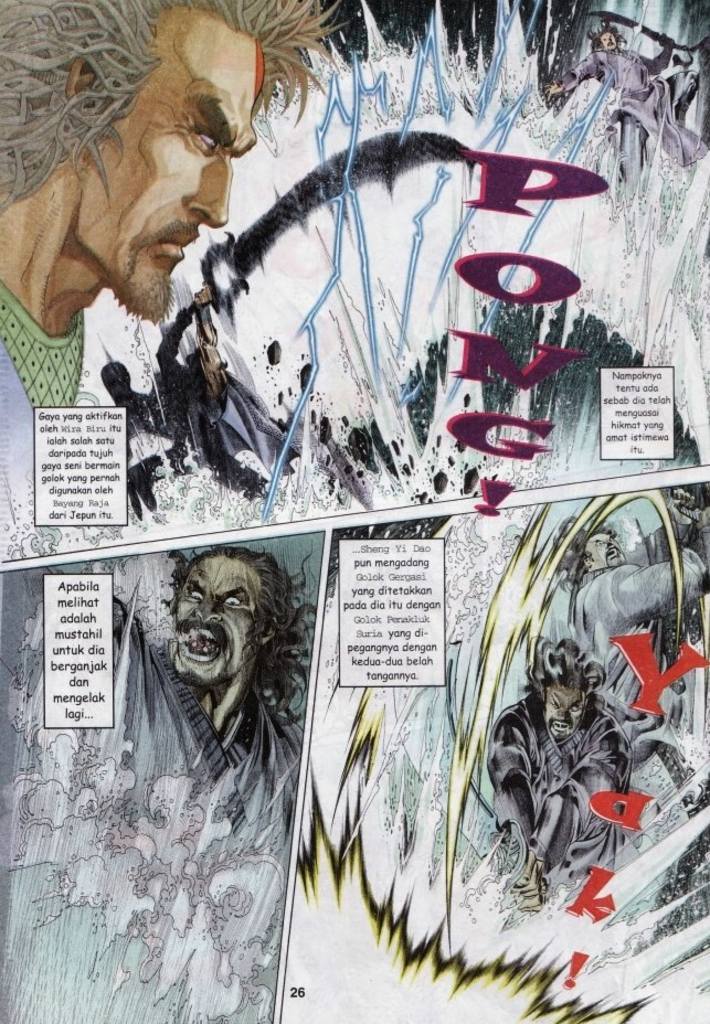 PONG!
Gaya yang aktifkan
oleh Wira Biru itu
ialah salah satu
daripada tujuh
gaya seni bermain
golok yang pernah
digunakan oleh
Bayang Raja
dari Jepun itu.
Nampaknya
tentu ada
sebab dia telah
menguasai
hikmat yang
amat istimewa
itu.
Apabila
melihat
adalah
mustahil
untuk dia
berganjak
dan
mengelak
lagi...
...Sheng Yi Dao
pun mengadang
Golok Gergasi
yang ditetakkan
pada dia itu dengan
Golok Penakluk
Suria yang di-
pegangnya dengan
kedua-dua belah
tangannya.
Yak!
26